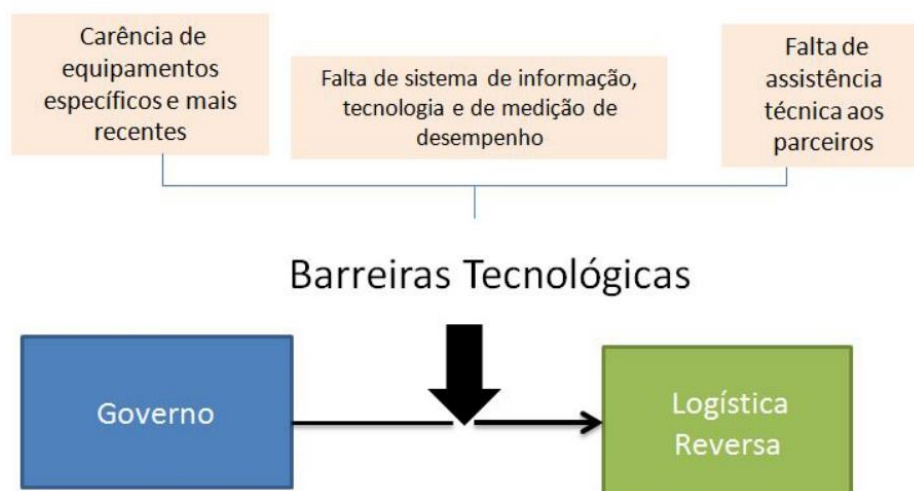 Carência de
equipamentos
específicos e mais
recentes
Falta de sistema de informação,
tecnologia e de medição de
desempenho
Falta de
assistência
técnica aos
parceiros
Barreiras Tecnológicas
Governo
Logística
Reversa